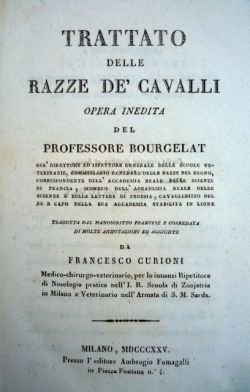 TRATTATO
DELLE
RAZZE DE' CAVALLI
OPERA INEDITA
DEL
PROFESSORE BOURGELAT
GIA' DIRETTORE ED ISPETTORE GENERALE DELLE SCUOLE VE-
TERINARIE, COMMISSARIO GENERALE DELLE RAZZE DEL REGNO,
CORRISPONDENTE DELL'ACCADEMIA REALE DELLE SCIENZE
DI FRANCIA, MEMBRO DELL'ACCADEMIA REALE DELLE
SCIENZE E BELLE LETTERE DI PRUSSIA, CAVALLERIZZO DEL
RE E CAPO DELLA SUA ACCADEMIA STABILITA IN LIONE
TRADOTTA DAL MANOSCRITTO FRANCESE E CORREDATA
DI MOLTE ANNOTAZIONI ED AGGIUNTE
DA
FRANCESCO CURIONI
Medico-chirurgo-veterinario, per lo innanzi Ripetitore
di Nosologia pratica nell'I. R. Scuola di Zoojatria
in Milano e Veterinario nell'Armata di S. M. Sarda.
MILANO, MDCCCXXV.
Presso l'editore Ambrogio Fumagalli
in Piazza Fontana n.° 4.